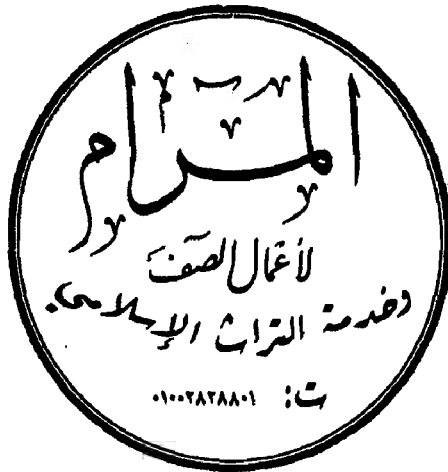 المرام
لأعمال الصف
وخدمة التراث الإسلامي
ت: ٠١٠٠٢٨٢٨٨٠١